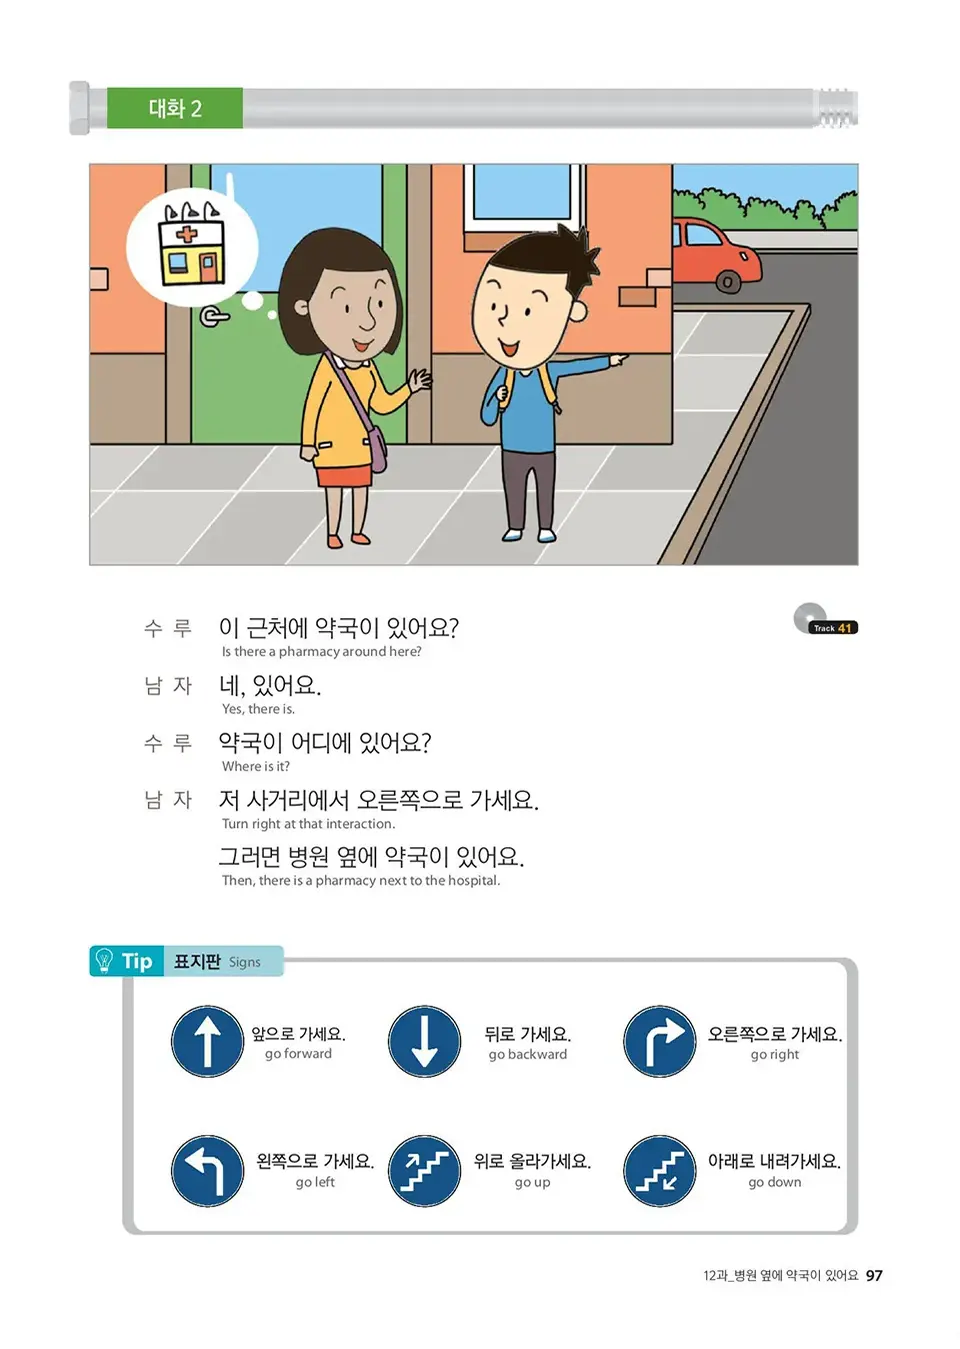 대화 2
수 루 이 근처에 약국이 있어요?
Is there a pharmacy around here?
Track 41
남 자 네, 있어요.
Yes, there is.
수 루 약국이 어디에 있어요?
Where is it?
남 자 저 사거리에서 오른쪽으로 가세요.
Turn right at that interaction.
그러면 병원 옆에 약국이 있어요.
Then, there is a pharmacy next to the hospital.
Tip 표지판 Signs
앞으로 가세요.
go forward
뒤로 가세요.
go backward
오른쪽으로 가세요.
go right
왼쪽으로 가세요.
go left
위로 올라가세요.
go up
아래로 내려가세요.
go down
12과_병원 옆에 약국이 있어요 97